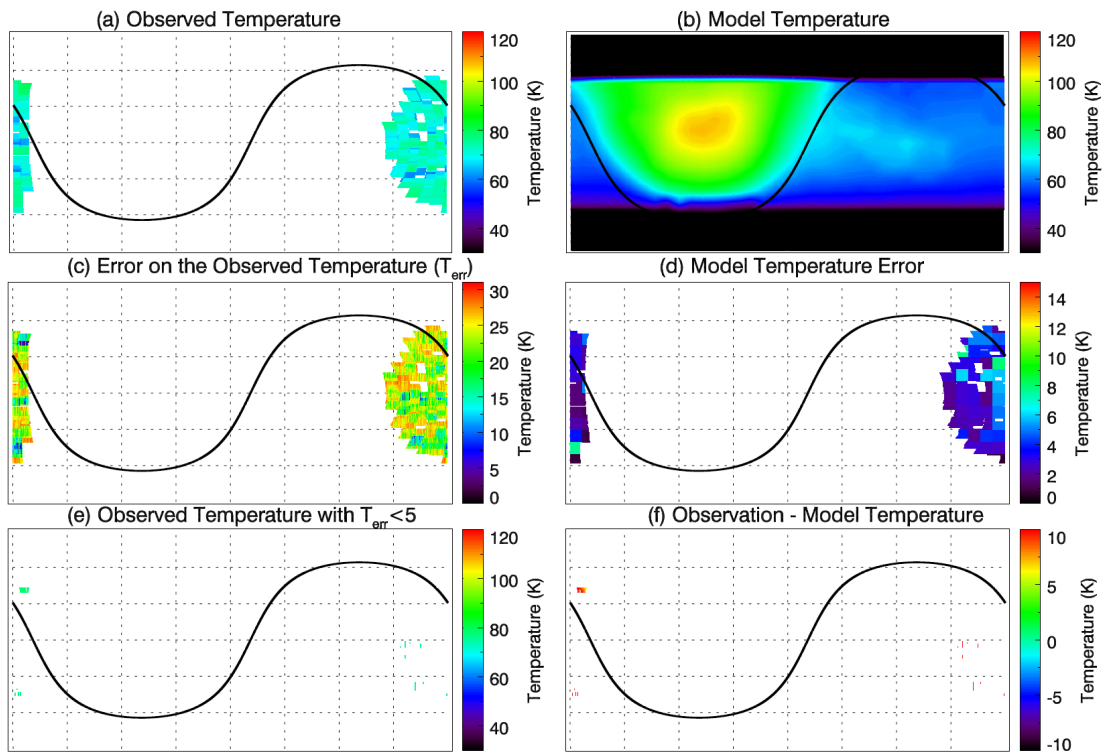 (a) Observed Temperature
120
100
80
60
40
Temperature (K)
(b) Model Temperature
120
100
80
60
40
Temperature (K)
(c) Error on the Observed Temperature (Terr)
30
25
20
15
10
5
0
Temperature (K)
(d) Model Temperature Error
14
12
10
8
6
4
2
0
Temperature (K)
(e) Observed Temperature with Terr<5
120
100
80
60
40
Temperature (K)
(f) Observation - Model Temperature
10
5
0
-5
-10
Temperature (K)